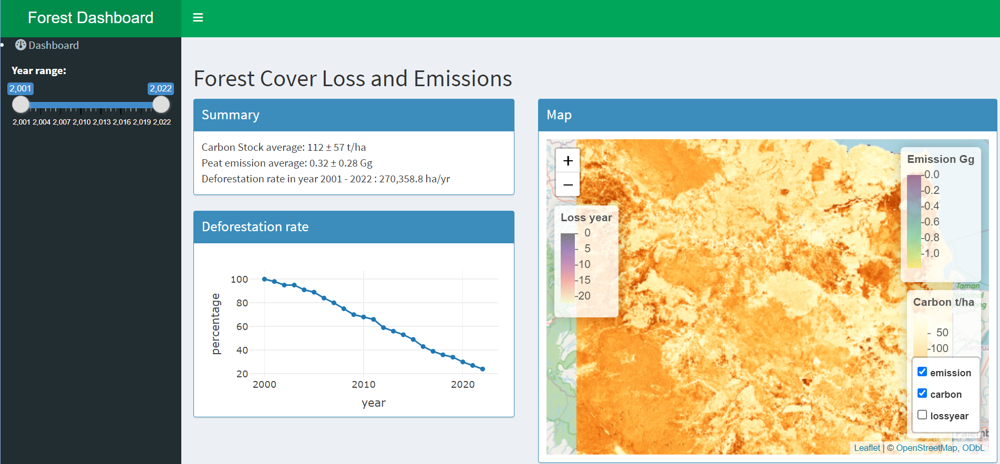 Forest Dashboard
Dashboard
Year range:
2,001 2,022
2,001 2,004 2,007 2,010 2,013 2,016 2,019 2,022
Forest Cover Loss and Emissions
Summary
Carbon Stock average: 112 ± 57 t/ha
Peat emission average: 0.32 ± 0.28 Gg
Deforestation rate in year 2001 - 2022 : 270,358.8 ha/yr
Deforestation rate
percentage
100
80
60
40
20
2000 2010 2020
year
Map
+
−
Loss year
0
5
10
15
20
Emission Gg
0.0
0.2
0.4
0.6
0.8
1.0
Taman
Nasional
Carbon t/ha
50
100
emission
carbon
lossyear
Leaflet | © OpenStreetMap, ODbL